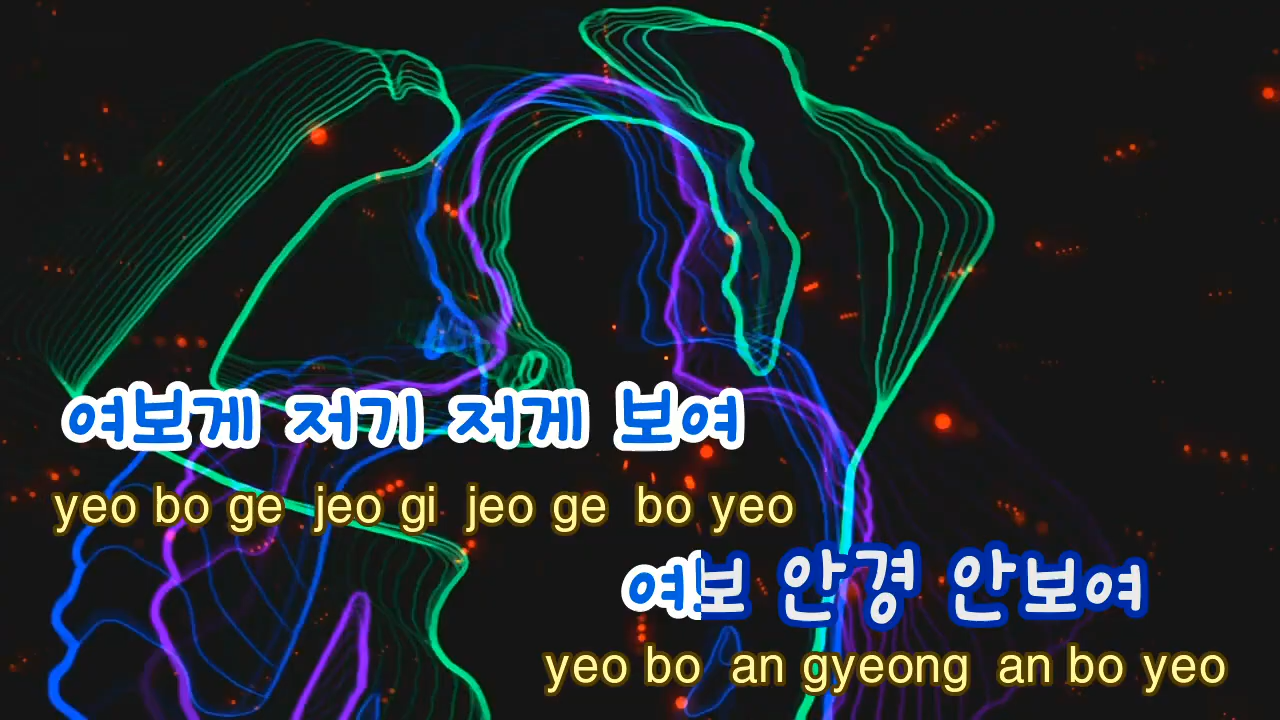 여보게 저기 저게 보여
yeo bo ge jeo gi jeo ge bo yeo
여보 안경 안보여
yeo bo an gyeong an bo yeo